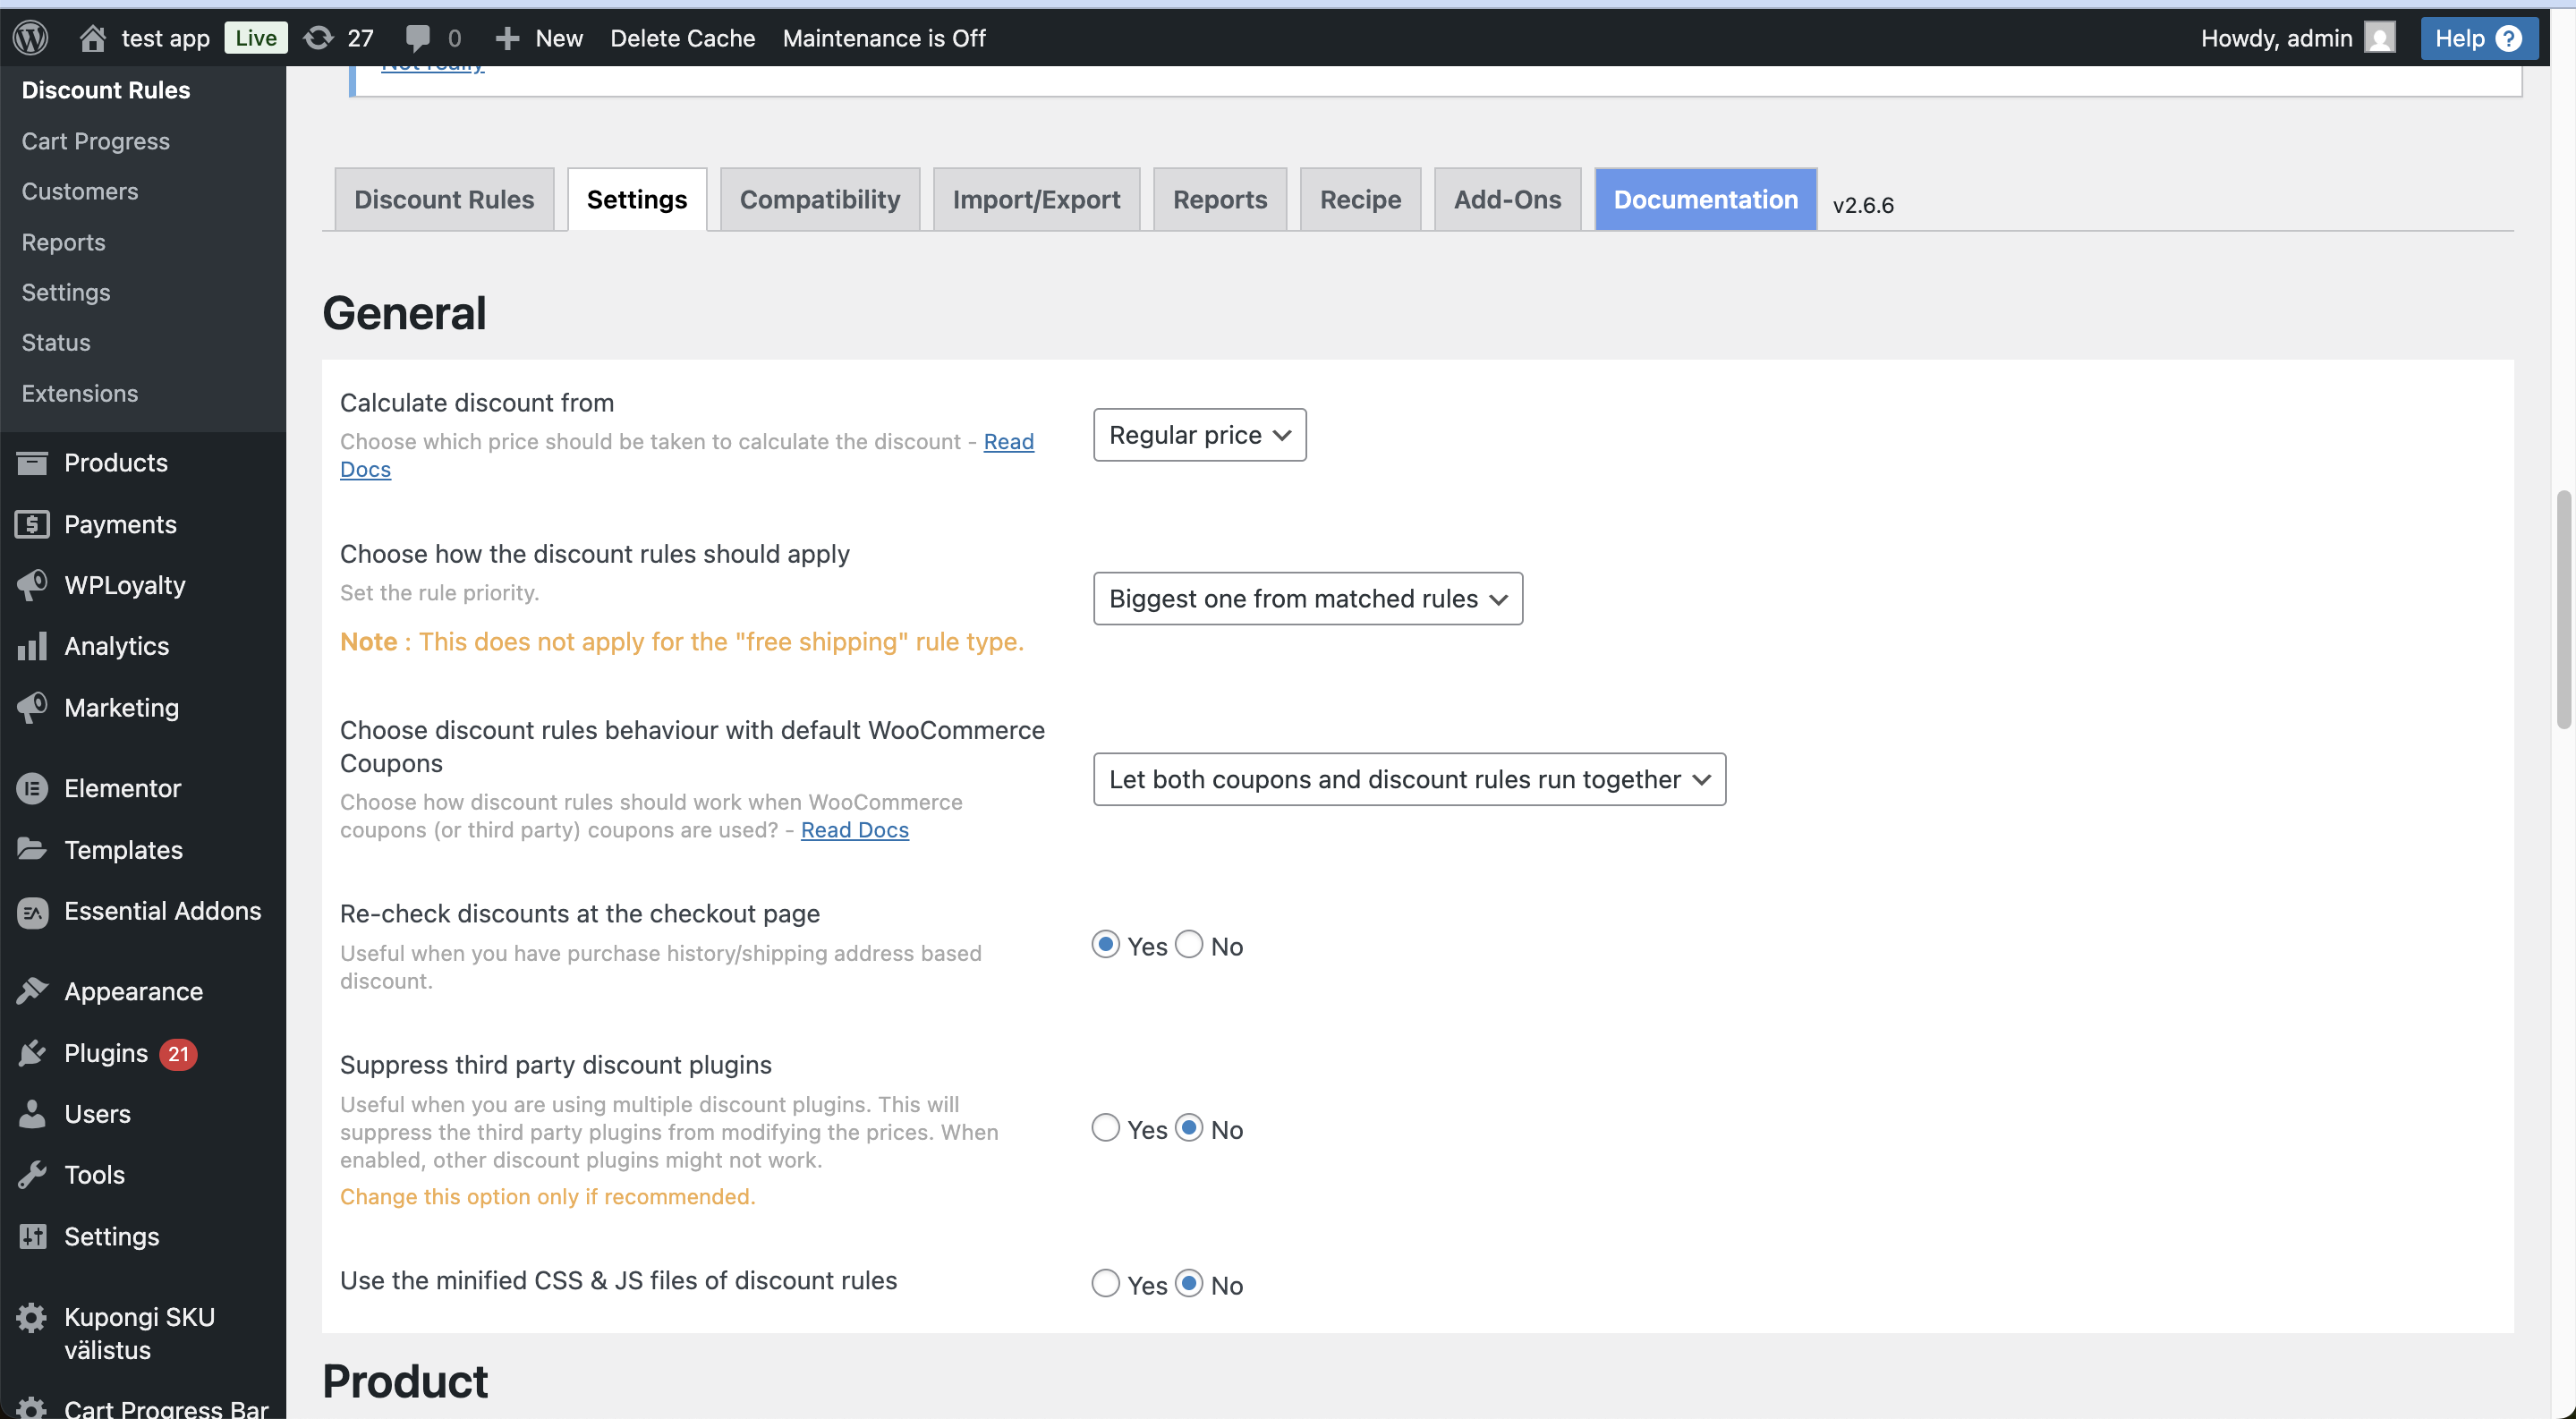 test app Live 27 0 New Delete Cache Maintenance is Off Howdy, admin Help ?
Not really
Discount Rules
Cart Progress
Customers
Reports
Settings
Status
Extensions
Products
Payments
WPLoyalty
Analytics
Marketing
Elementor
Templates
Essential Addons
Appearance
Plugins 21
Users
Tools
Settings
Kupongi SKU
välistus
Cart Progress Bar
Discount Rules Settings Compatibility Import/Export Reports Recipe Add-Ons Documentation v2.6.6
General
Calculate discount from
Choose which price should be taken to calculate the discount - Read
Docs
Regular price
Choose how the discount rules should apply
Set the rule priority.
Note : This does not apply for the "free shipping" rule type.
Biggest one from matched rules
Choose discount rules behaviour with default WooCommerce
Coupons
Choose how discount rules should work when WooCommerce
coupons (or third party) coupons are used? - Read Docs
Let both coupons and discount rules run together
Re-check discounts at the checkout page
Useful when you have purchase history/shipping address based
discount.
Yes No
Suppress third party discount plugins
Useful when you are using multiple discount plugins. This will
suppress the third party plugins from modifying the prices. When
enabled, other discount plugins might not work.
Change this option only if recommended.
Yes No
Use the minified CSS & JS files of discount rules
Yes No
Product